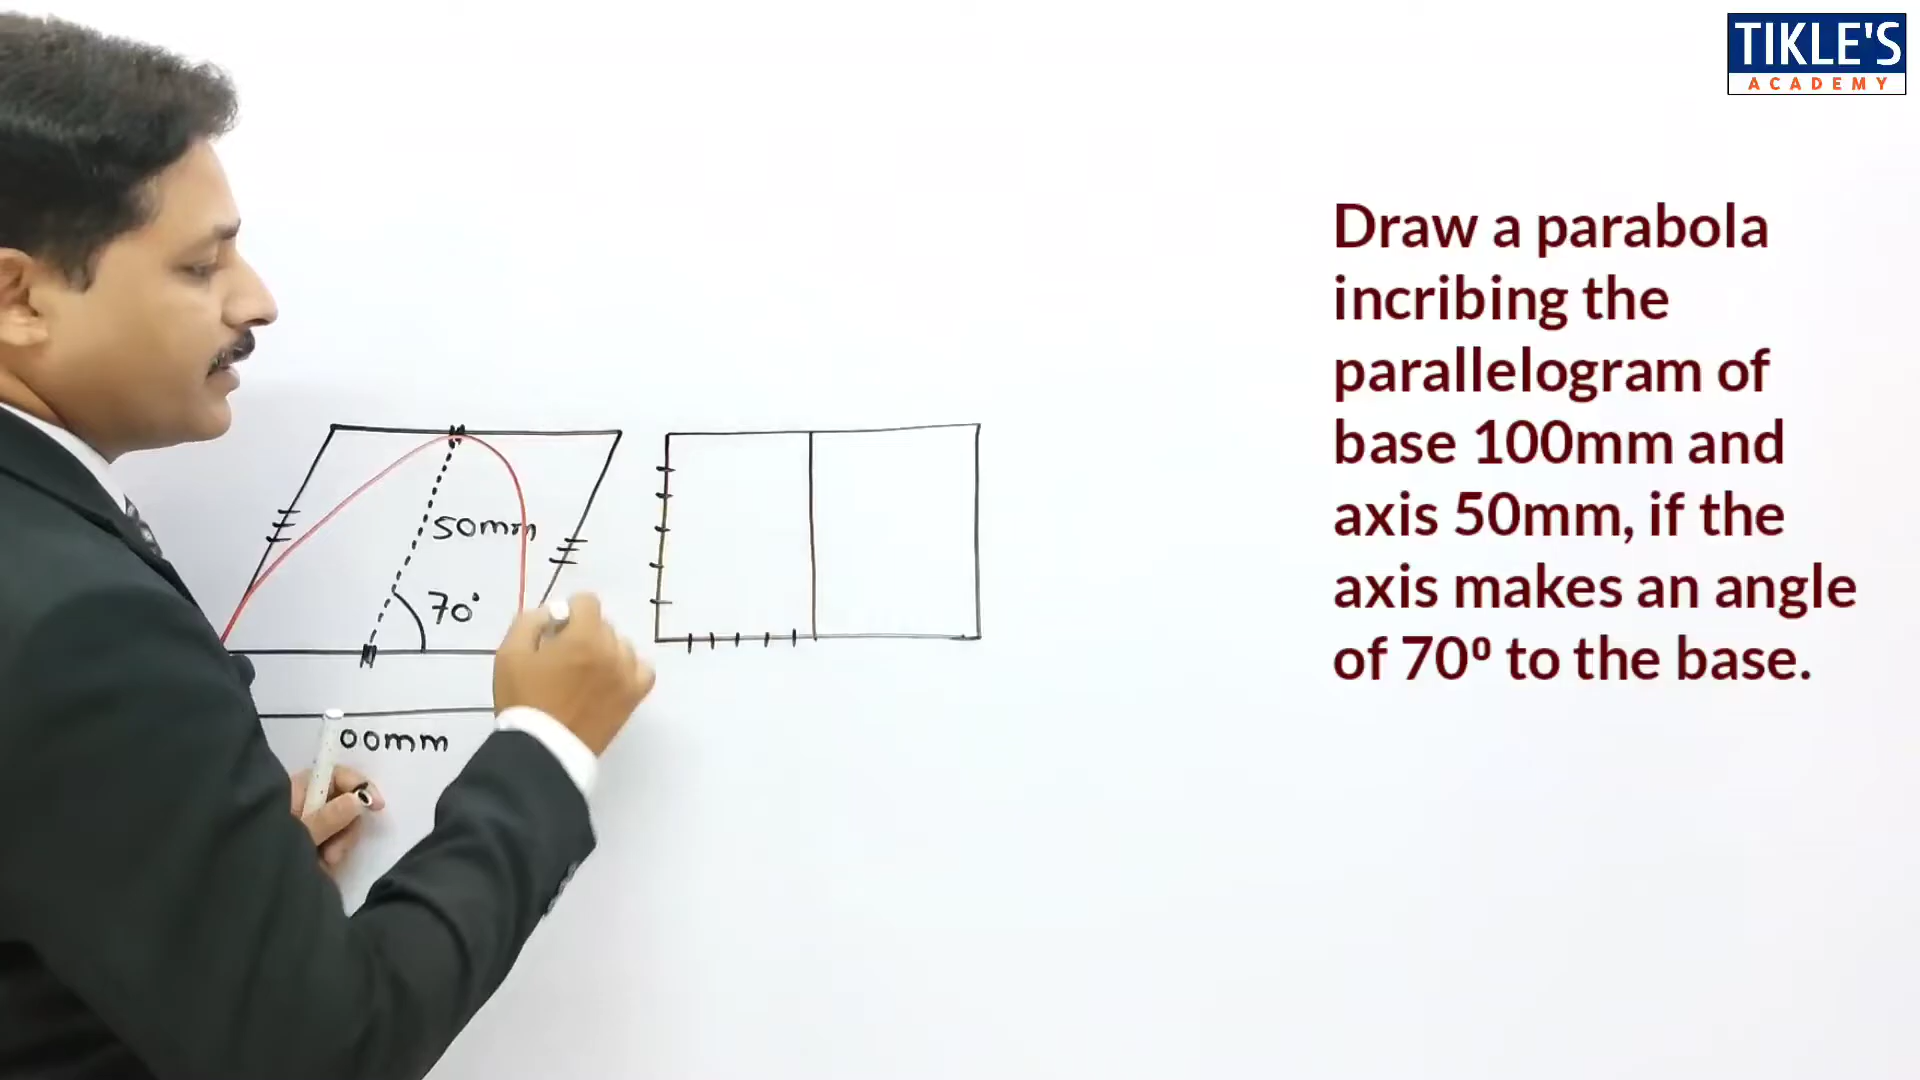 TIKLE'S
ACADEMY
Draw a parabola
incribing the
parallelogram of
base 100mm and
axis 50mm, if the
axis makes an angle
of 70⁰ to the base.
50mm
70°
00mm